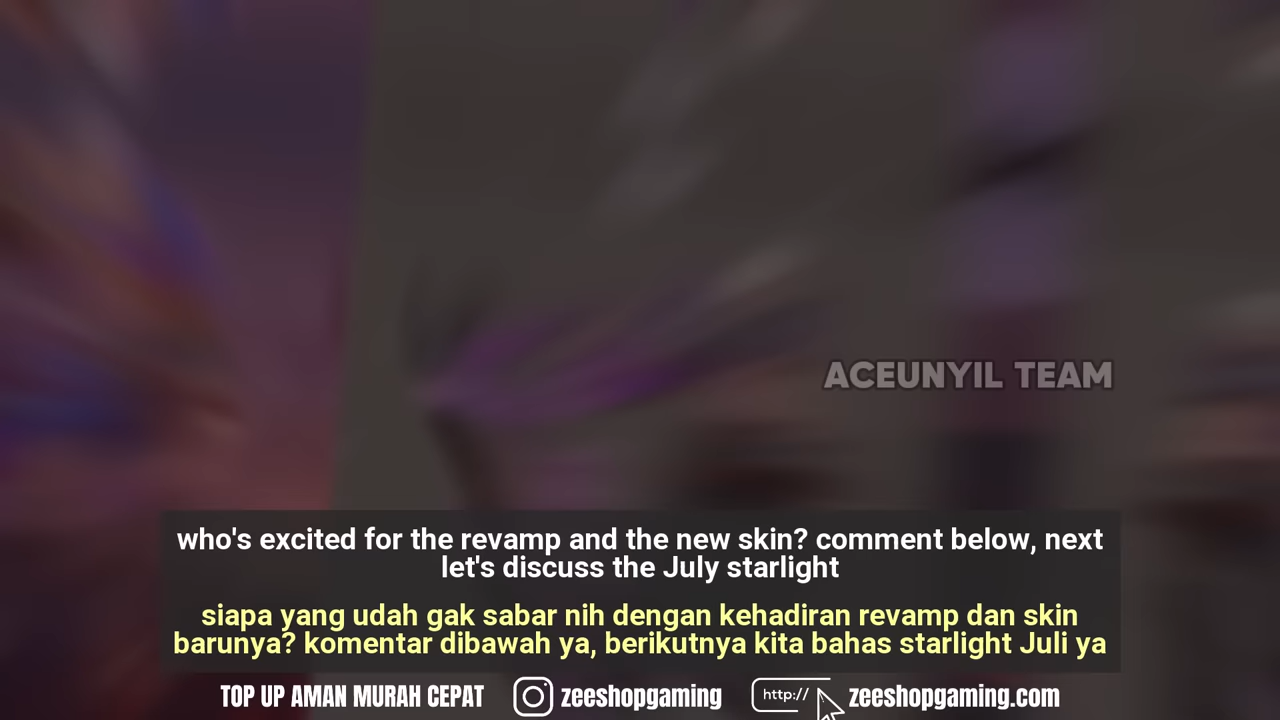 ACEUNYIL TEAM
who's excited for the revamp and the new skin? comment below, next
let's discuss the July starlight
siapa yang udah gak sabar nih dengan kehadiran revamp dan skin
barunya? komentar dibawah ya, berikutnya kita bahas starlight Juli ya
TOP UP AMAN MURAH CEPAT zeeshopgaming http:// zeeshopgaming.com